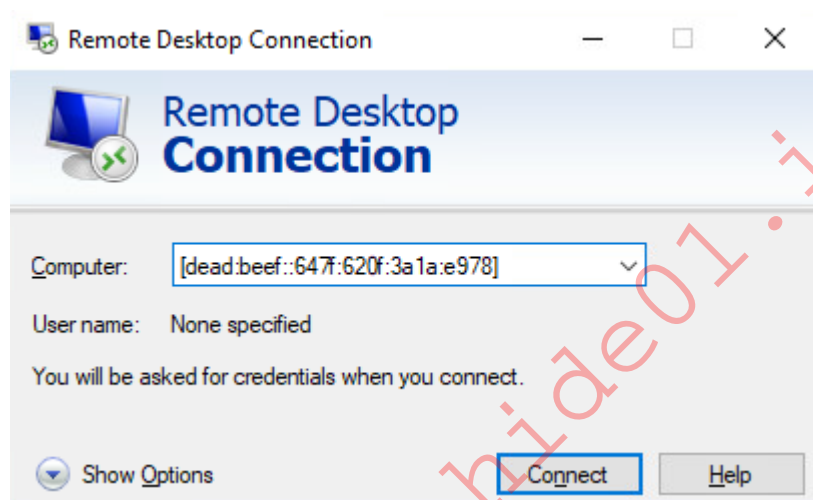 Remote Desktop Connection
Remote Desktop
Connection
Computer: [dead:beef::647f:620f:3a1a:e978]
User name: None specified
You will be asked for credentials when you connect.
Show Options Connect Help
hide01.i